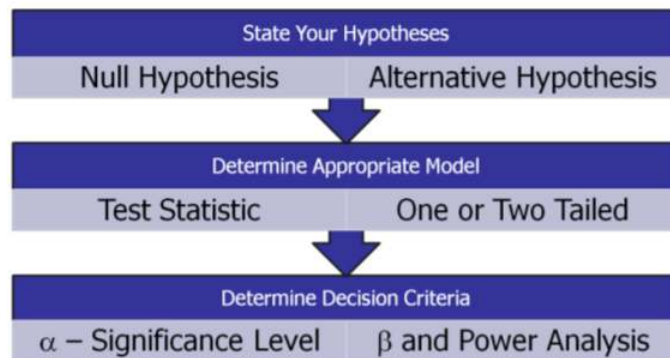 State Your Hypotheses
Null Hypothesis Alternative Hypothesis
Determine Appropriate Model
Test Statistic One or Two Tailed
Determine Decision Criteria
α – Significance Level β and Power Analysis